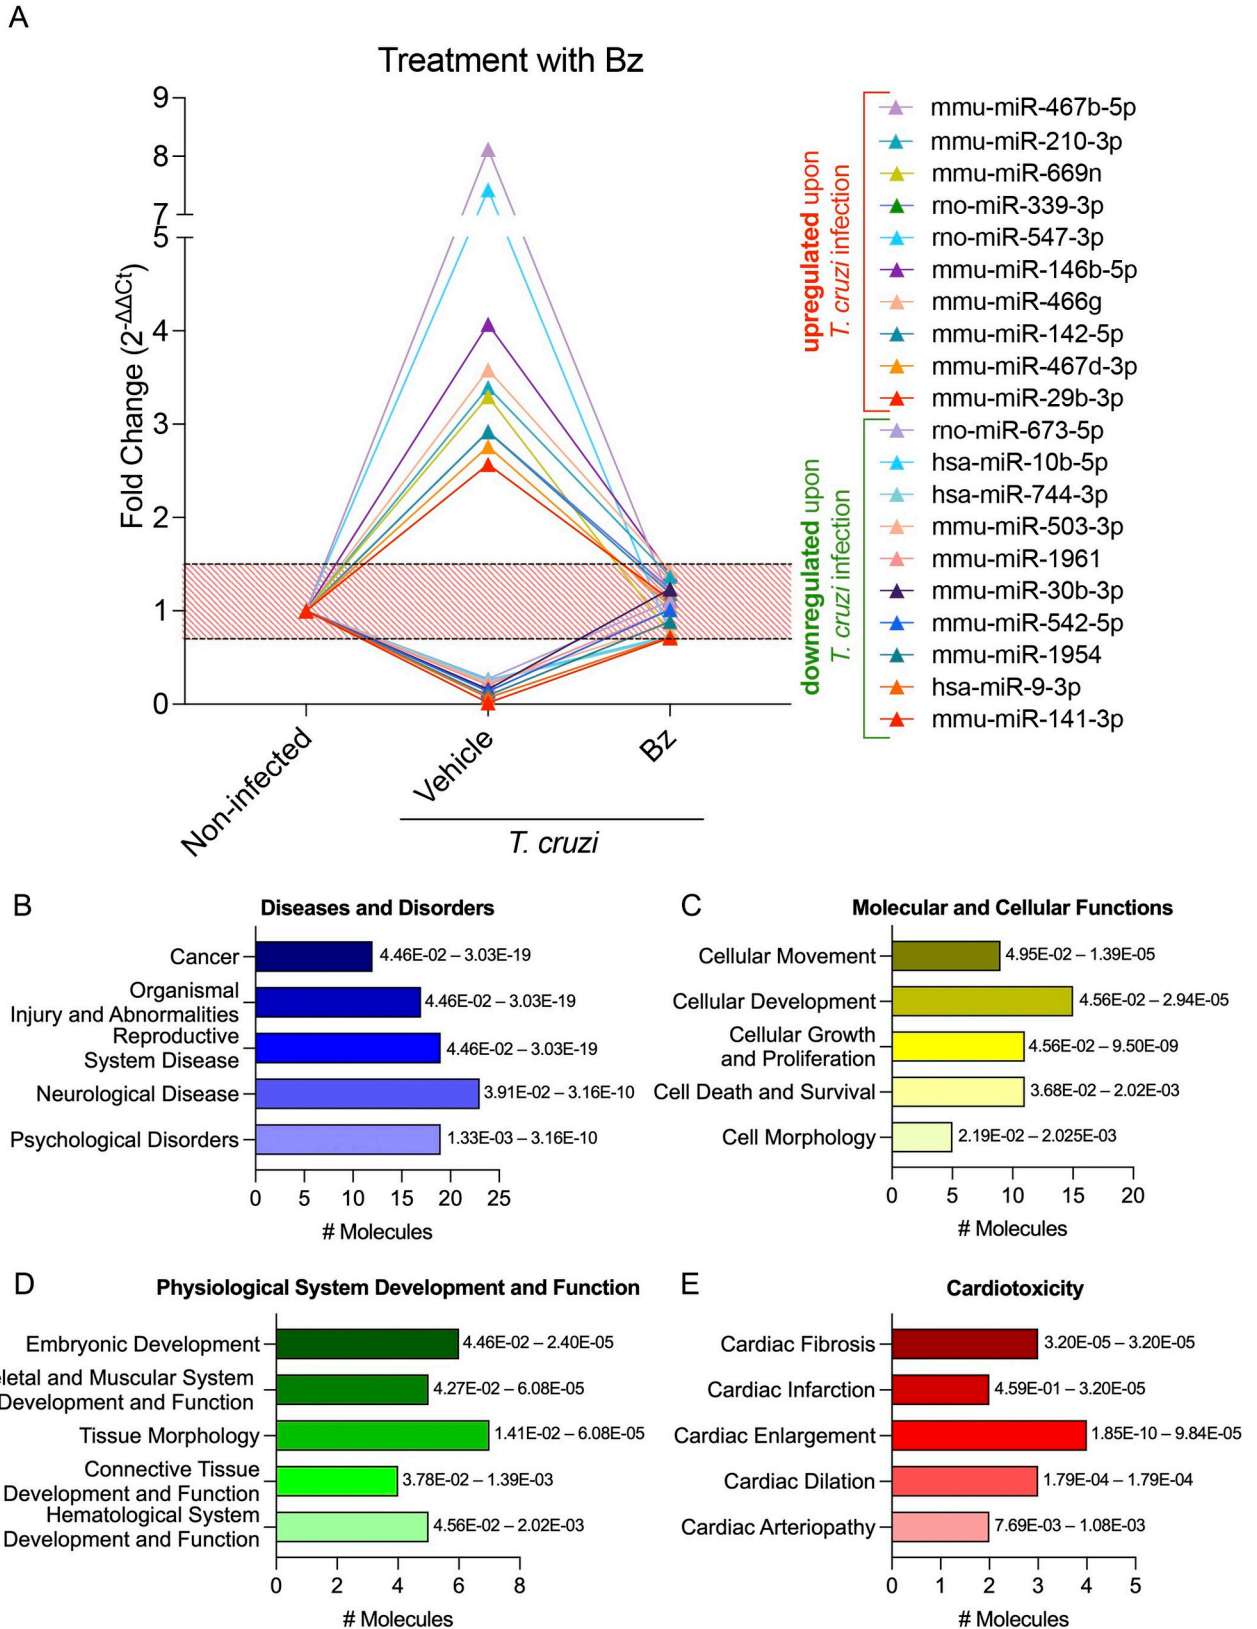 A
Treatment with Bz
Fold Change (2-ΔΔCt)
9
8
7
5
4
3
2
1
0
Non-infected
Vehicle
Bz
T. cruzi
upregulated upon
T. cruzi infection
mmu-miR-467b-5p
mmu-miR-210-3p
mmu-miR-669n
rno-miR-339-3p
rno-miR-547-3p
mmu-miR-146b-5p
mmu-miR-466g
mmu-miR-142-5p
mmu-miR-467d-3p
mmu-miR-29b-3p
downregulated upon
T. cruzi infection
rno-miR-673-5p
hsa-miR-10b-5p
hsa-miR-744-3p
mmu-miR-503-3p
mmu-miR-1961
mmu-miR-30b-3p
mmu-miR-542-5p
mmu-miR-1954
hsa-miR-9-3p
mmu-miR-141-3p
B
Diseases and Disorders
Cancer
4.46E-02 – 3.03E-19
Organismal
Injury and Abnormalities
4.46E-02 – 3.03E-19
Reproductive
System Disease
4.46E-02 – 3.03E-19
Neurological Disease
3.91E-02 – 3.16E-10
Psychological Disorders
1.33E-03 – 3.16E-10
0 5 10 15 20 25
# Molecules
C
Molecular and Cellular Functions
Cellular Movement
4.95E-02 – 1.39E-05
Cellular Development
4.56E-02 – 2.94E-05
Cellular Growth
and Proliferation
4.56E-02 – 9.50E-09
Cell Death and Survival
3.68E-02 – 2.02E-03
Cell Morphology
2.19E-02 – 2.025E-03
0 5 10 15 20
# Molecules
D
Physiological System Development and Function
Embryonic Development
4.46E-02 – 2.40E-05
letal and Muscular System
Development and Function
4.27E-02 – 6.08E-05
Tissue Morphology
1.41E-02 – 6.08E-05
Connective Tissue
Development and Function
3.78E-02 – 1.39E-03
Hematological System
Development and Function
4.56E-02 – 2.02E-03
0 2 4 6 8
# Molecules
E
Cardiotoxicity
Cardiac Fibrosis
3.20E-05 – 3.20E-05
Cardiac Infarction
4.59E-01 – 3.20E-05
Cardiac Enlargement
1.85E-10 – 9.84E-05
Cardiac Dilation
1.79E-04 – 1.79E-04
Cardiac Arteriopathy
7.69E-03 – 1.08E-03
0 1 2 3 4 5
# Molecules